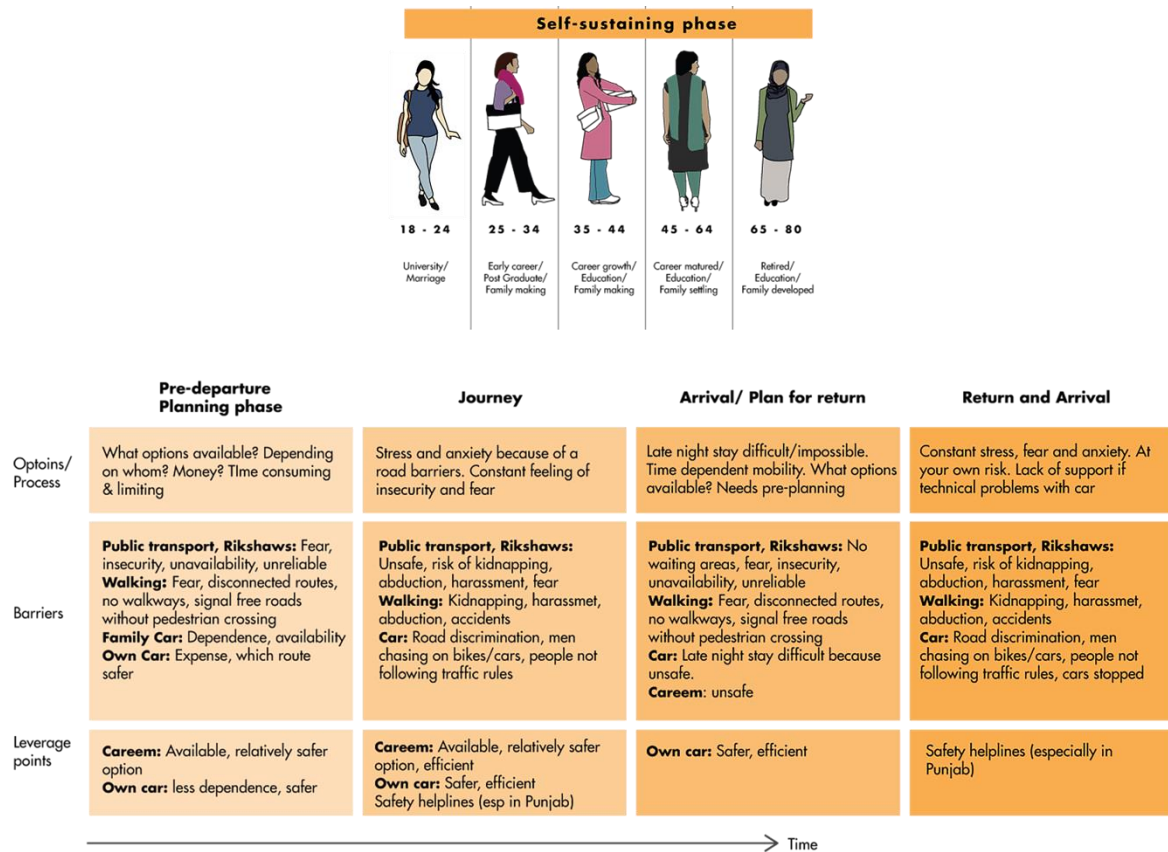 Self-sustaining phase
18 - 24
25 - 34
35 - 44
45 - 64
65 - 80
University/
Marriage
Early career/
Post Graduate/
Family making
Career growth/
Education/
Family making
Career matured/
Education/
Family settling
Retired/
Education/
Family developed
Pre-departure
Planning phase
Journey
Arrival/ Plan for return
Return and Arrival
Optoins/
Process
What options available? Depending
on whom? Money? TIme consuming
& limiting
Stress and anxiety because of a
road barriers. Constant feeling of
insecurity and fear
Late night stay difficult/impossible.
Time dependent mobility. What options
available? Needs pre-planning
Constant stress, fear and anxiety. At
your own risk. Lack of support if
technical problems with car
Barriers
Public transport, Rikshaws: Fear,
insecurity, unavailability, unreliable
Walking: Fear, disconnected routes,
no walkways, signal free roads
without pedestrian crossing
Family Car: Dependence, availability
Own Car: Expense, which route
safer
Public transport, Rikshaws:
Unsafe, risk of kidnapping,
abduction, harassment, fear
Walking: Kidnapping, harassmet,
abduction, accidents
Car: Road discrimination, men
chasing on bikes/cars, people not
following traffic rules
Public transport, Rikshaws: No
waiting areas, fear, insecurity,
unavailability, unreliable
Walking: Fear, disconnected routes,
no walkways, signal free roads
without pedestrian crossing
Car: Late night stay difficult because
unsafe.
Careem: unsafe
Public transport, Rikshaws:
Unsafe, risk of kidnapping,
abduction, harassment, fear
Walking: Kidnapping, harassmet,
abduction, accidents
Car: Road discrimination, men
chasing on bikes/cars, people not
following traffic rules, cars stopped
Leverage
points
Careem: Available, relatively safer
option
Own car: less dependence, safer
Careem: Available, relatively safer
option, efficient
Own car: Safer, efficient
Safety helplines (esp in Punjab)
Own car: Safer, efficient
Safety helplines (especially in
Punjab)
Time